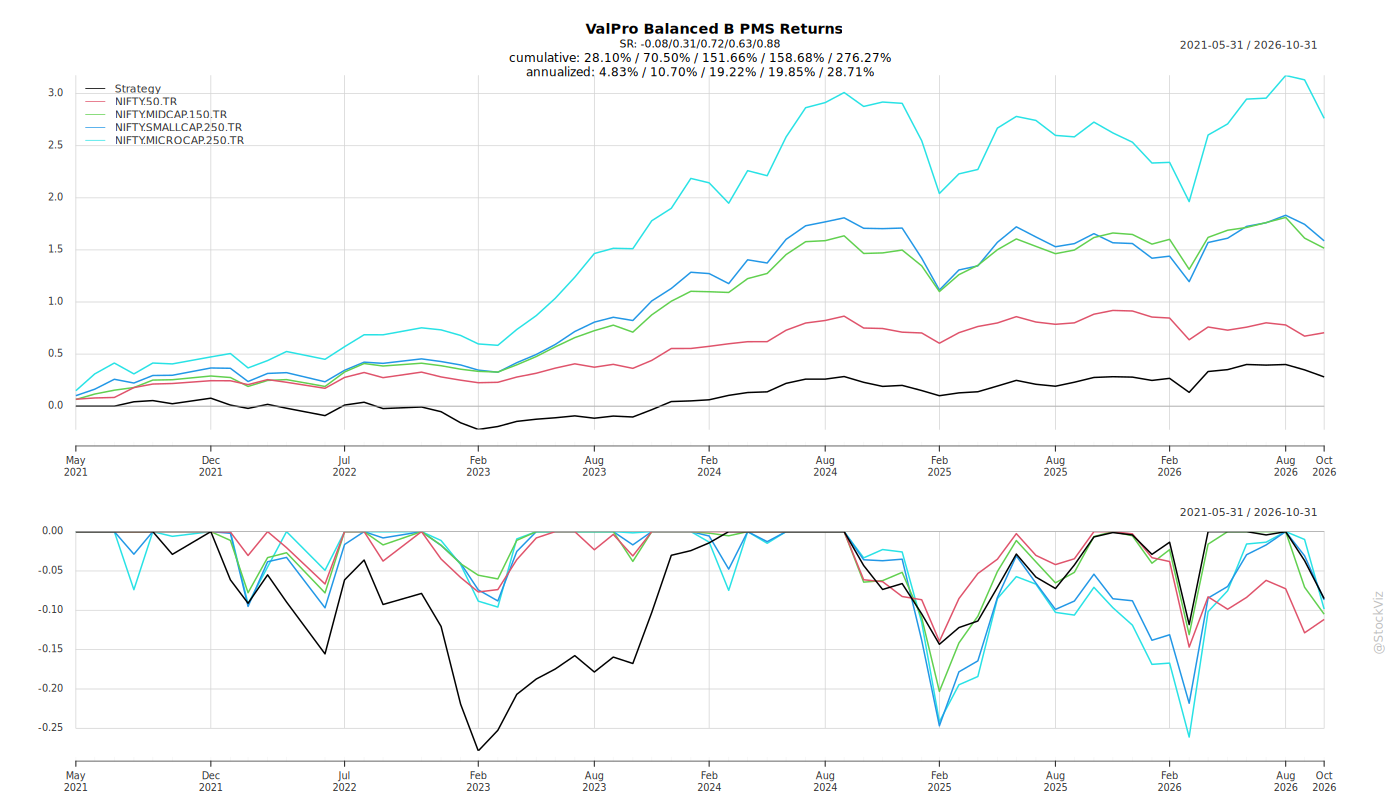 ValPro Balanced B PMS Returns
SR: -0.08/0.31/0.72/0.63/0.88
cumulative: 28.10% / 70.50% / 151.66% / 158.68% / 276.27%
annualized: 4.83% / 10.70% / 19.22% / 19.85% / 28.71%
2021-05-31 / 2026-10-31
Strategy
NIFTY.50.TR
NIFTY.MIDCAP.150.TR
NIFTY.SMALLCAP.250.TR
NIFTY.MICROCAP.250.TR
3.0
2.5
2.0
1.5
1.0
0.5
0.0
May Dec Jul Feb Aug Feb Aug Feb Aug Feb Aug Oct
2021 2021 2022 2023 2023 2024 2024 2025 2025 2026 2026 2026
2021-05-31 / 2026-10-31
0.00
-0.05
-0.10
-0.15
-0.20
-0.25
May Dec Jul Feb Aug Feb Aug Feb Aug Feb Aug Oct
2021 2021 2022 2023 2023 2024 2024 2025 2025 2026 2026 2026
@StockViz